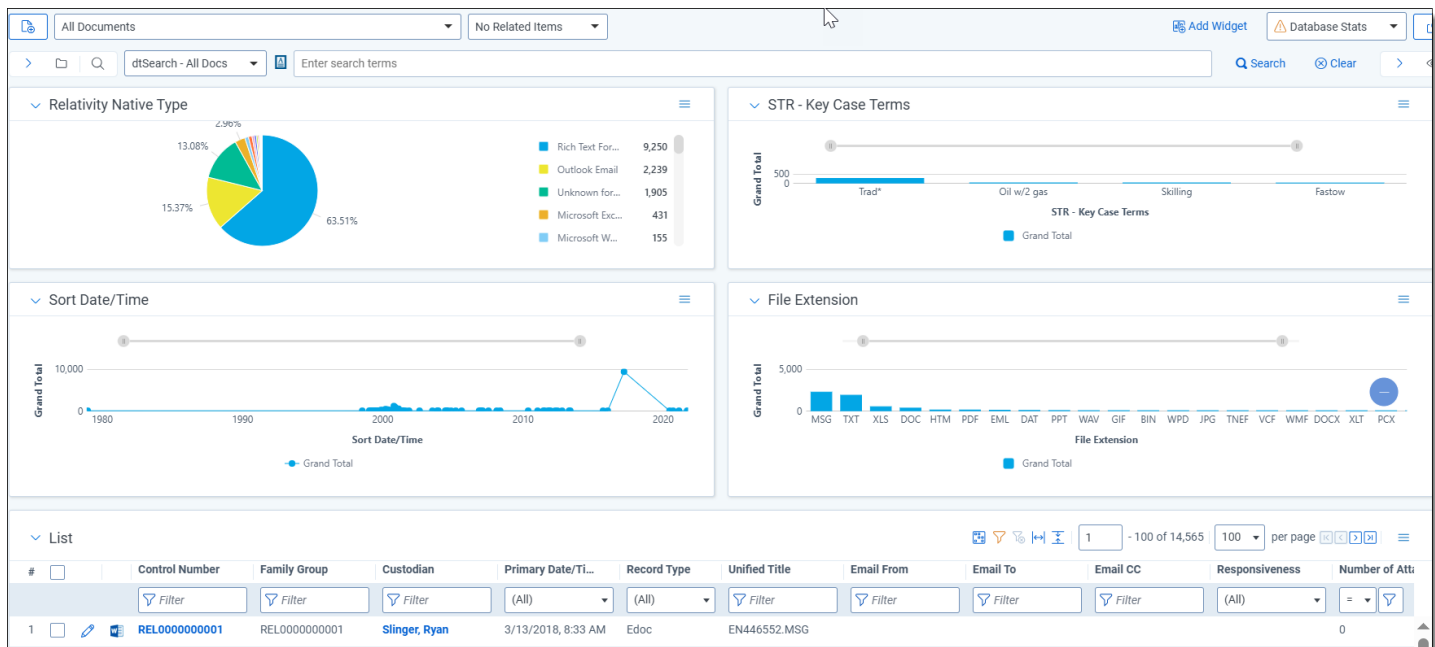 All Documents
No Related Items
Add Widget
Database Stats
dtSearch - All Docs
Enter search terms
Search
Clear
Relativity Native Type
2.96%
13.08%
15.37%
63.51%
Rich Text For... 9,250
Outlook Email 2,239
Unknown for... 1,905
Microsoft Exc... 431
Microsoft W... 155
STR - Key Case Terms
Grand Total
500
0
Trad* Oil w/2 gas Skilling Fastow
STR - Key Case Terms
Grand Total
Sort Date/Time
Grand Total
10,000
0
1980 1990 2000 2010 2020
Sort Date/Time
Grand Total
File Extension
Grand Total
5,000
0
MSG TXT XLS DOC HTM PDF EML DAT PPT WAV GIF BIN WPD JPG TNEF VCF WMF DOCX XLT PCX
File Extension
Grand Total
List
1 - 100 of 14,565 100 per page
# Control Number Family Group Custodian Primary Date/Ti... Record Type Unified Title Email From Email To Email CC Responsiveness Number of Atta
Filter Filter Filter (All) (All) Filter Filter Filter Filter (All) =
1 REL0000000001 REL0000000001 Slinger, Ryan 3/13/2018, 8:33 AM Edoc EN446552.MSG 0